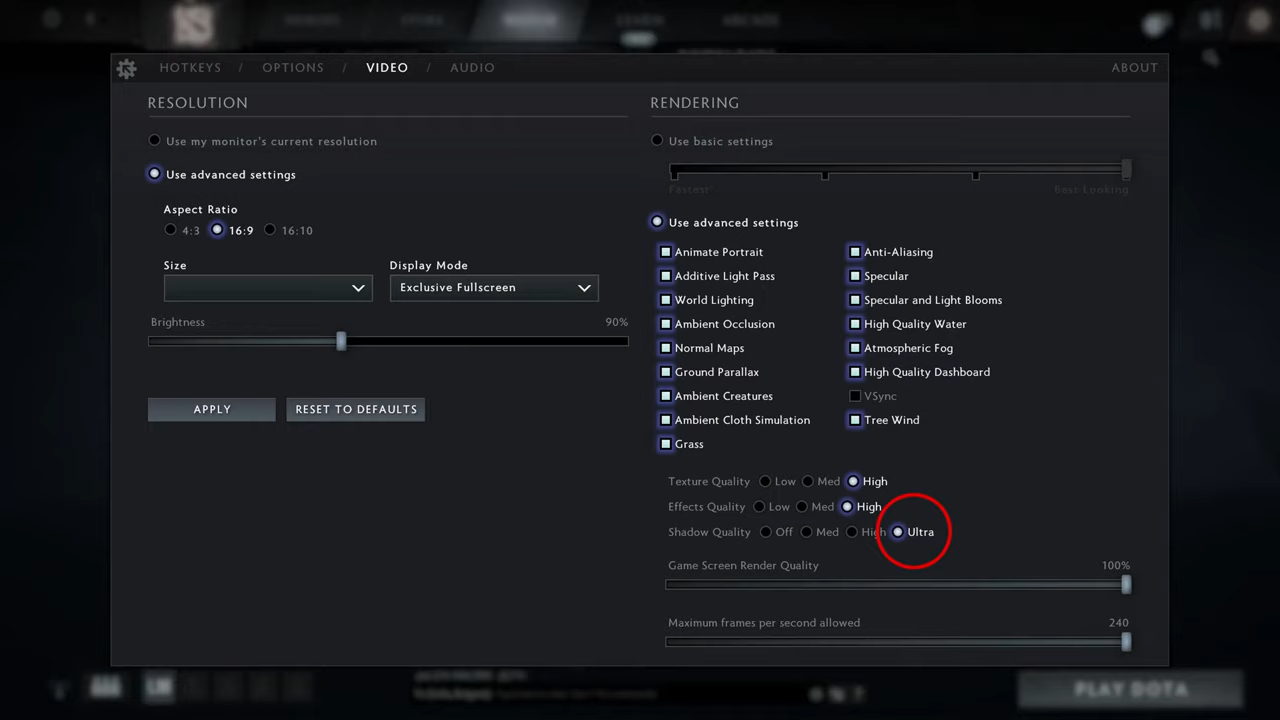 HOTKEYS / OPTIONS / VIDEO / AUDIO ABOUT
RESOLUTION
Use my monitor's current resolution
Use advanced settings
Aspect Ratio
4:3 16:9 16:10
Size Display Mode
Exclusive Fullscreen
Brightness 90%
APPLY RESET TO DEFAULTS
RENDERING
Use basic settings
Fastest Best Looking
Use advanced settings
Animate Portrait Anti-Aliasing
Additive Light Pass Specular
World Lighting Specular and Light Blooms
Ambient Occlusion High Quality Water
Normal Maps Atmospheric Fog
Ground Parallax High Quality Dashboard
Ambient Creatures VSync
Ambient Cloth Simulation Tree Wind
Grass
Texture Quality Low Med High
Effects Quality Low Med High
Shadow Quality Off Med High Ultra
Game Screen Render Quality 100%
Maximum frames per second allowed 240
PLAY DOTA